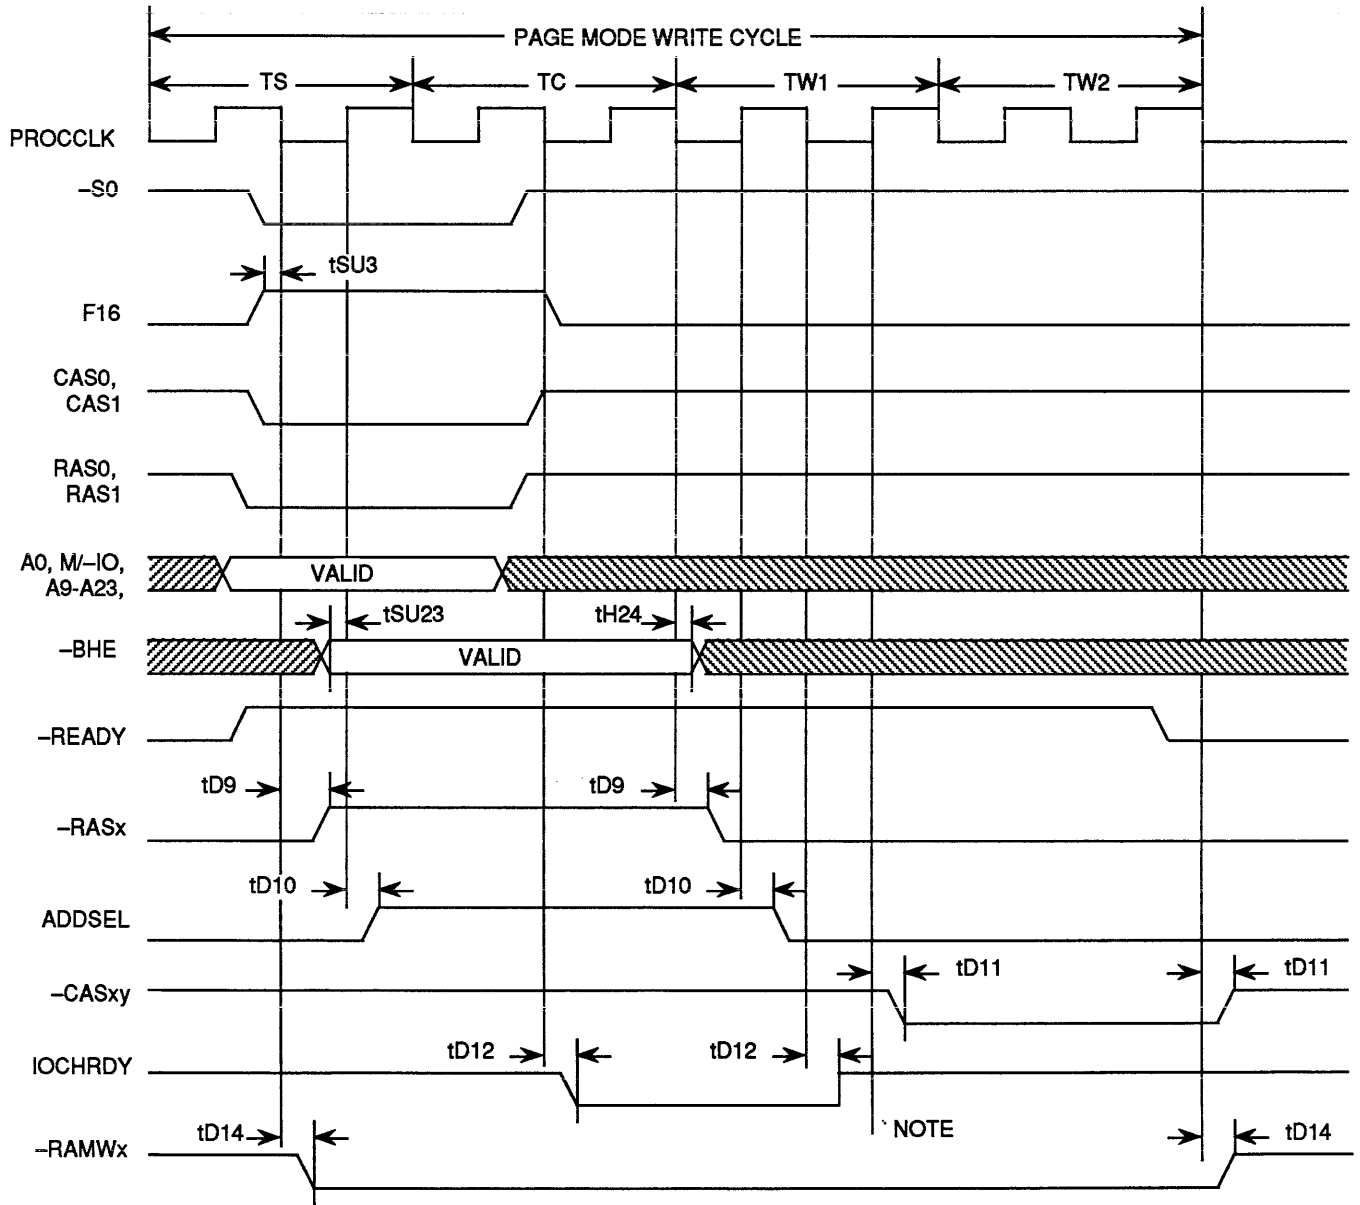 PAGE MODE WRITE CYCLE
TS TC TW1 TW2
PROCCLK
–S0
tSU3
F16
CAS0,
CAS1
RAS0,
RAS1
A0, M/–IO,
A9-A23,
VALID
tSU23 tH24
–BHE
VALID
–READY
tD9 tD9
–RASx
tD10 tD10
ADDSEL
tD11 tD11
–CASxy
tD12 tD12
IOCHRDY
NOTE
tD14 tD14
–RAMWx